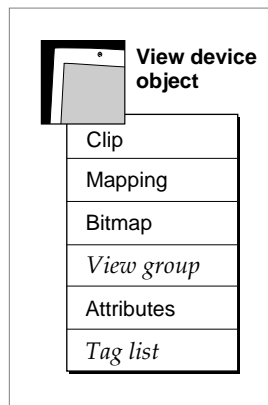 View device
object
Clip
Mapping
Bitmap
View group
Attributes
Tag list